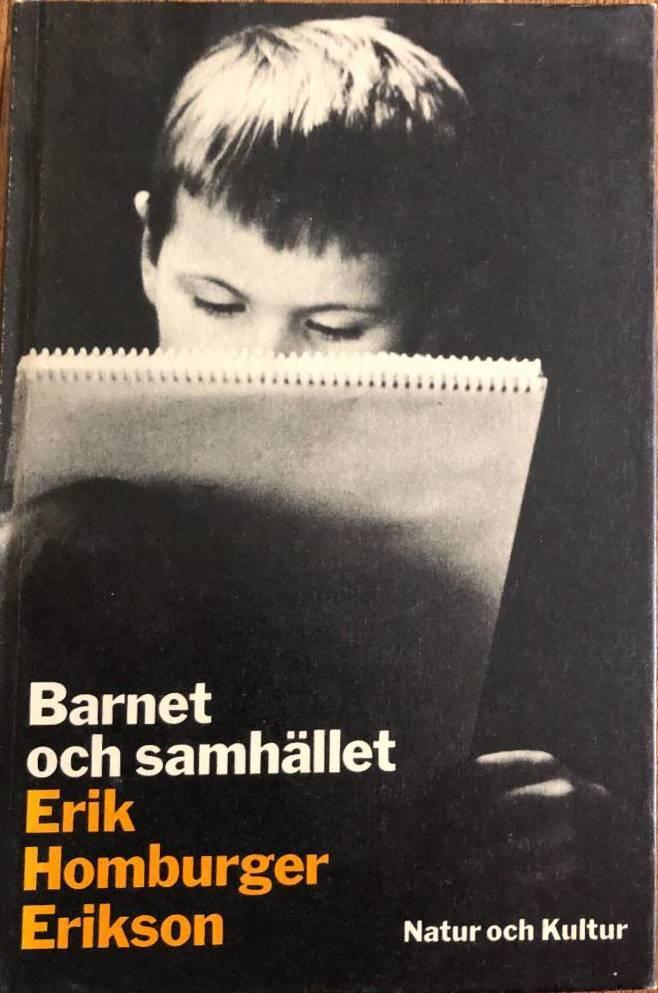 Barnet
och samhället
Erik
Homburger
Erikson
Natur och Kultur